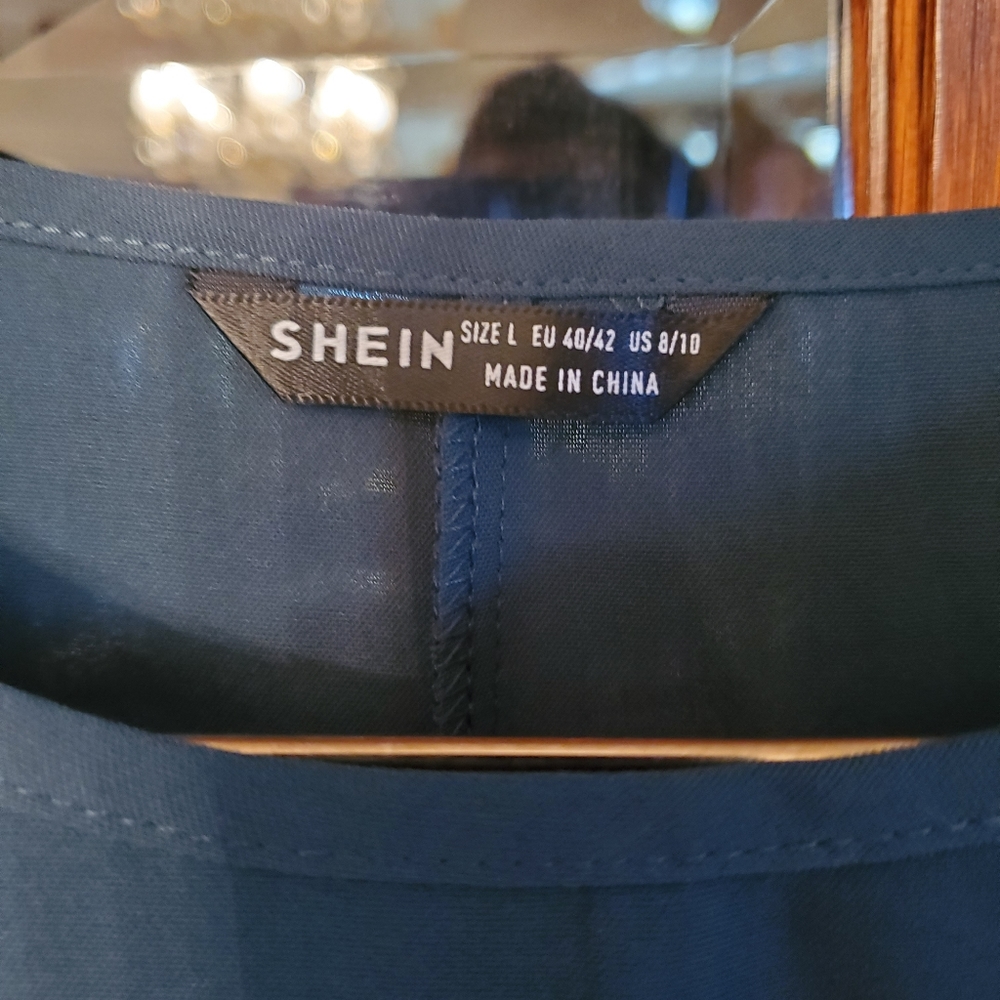 SHEIN SIZE L EU 40/42 US 8/10
MADE IN CHINA